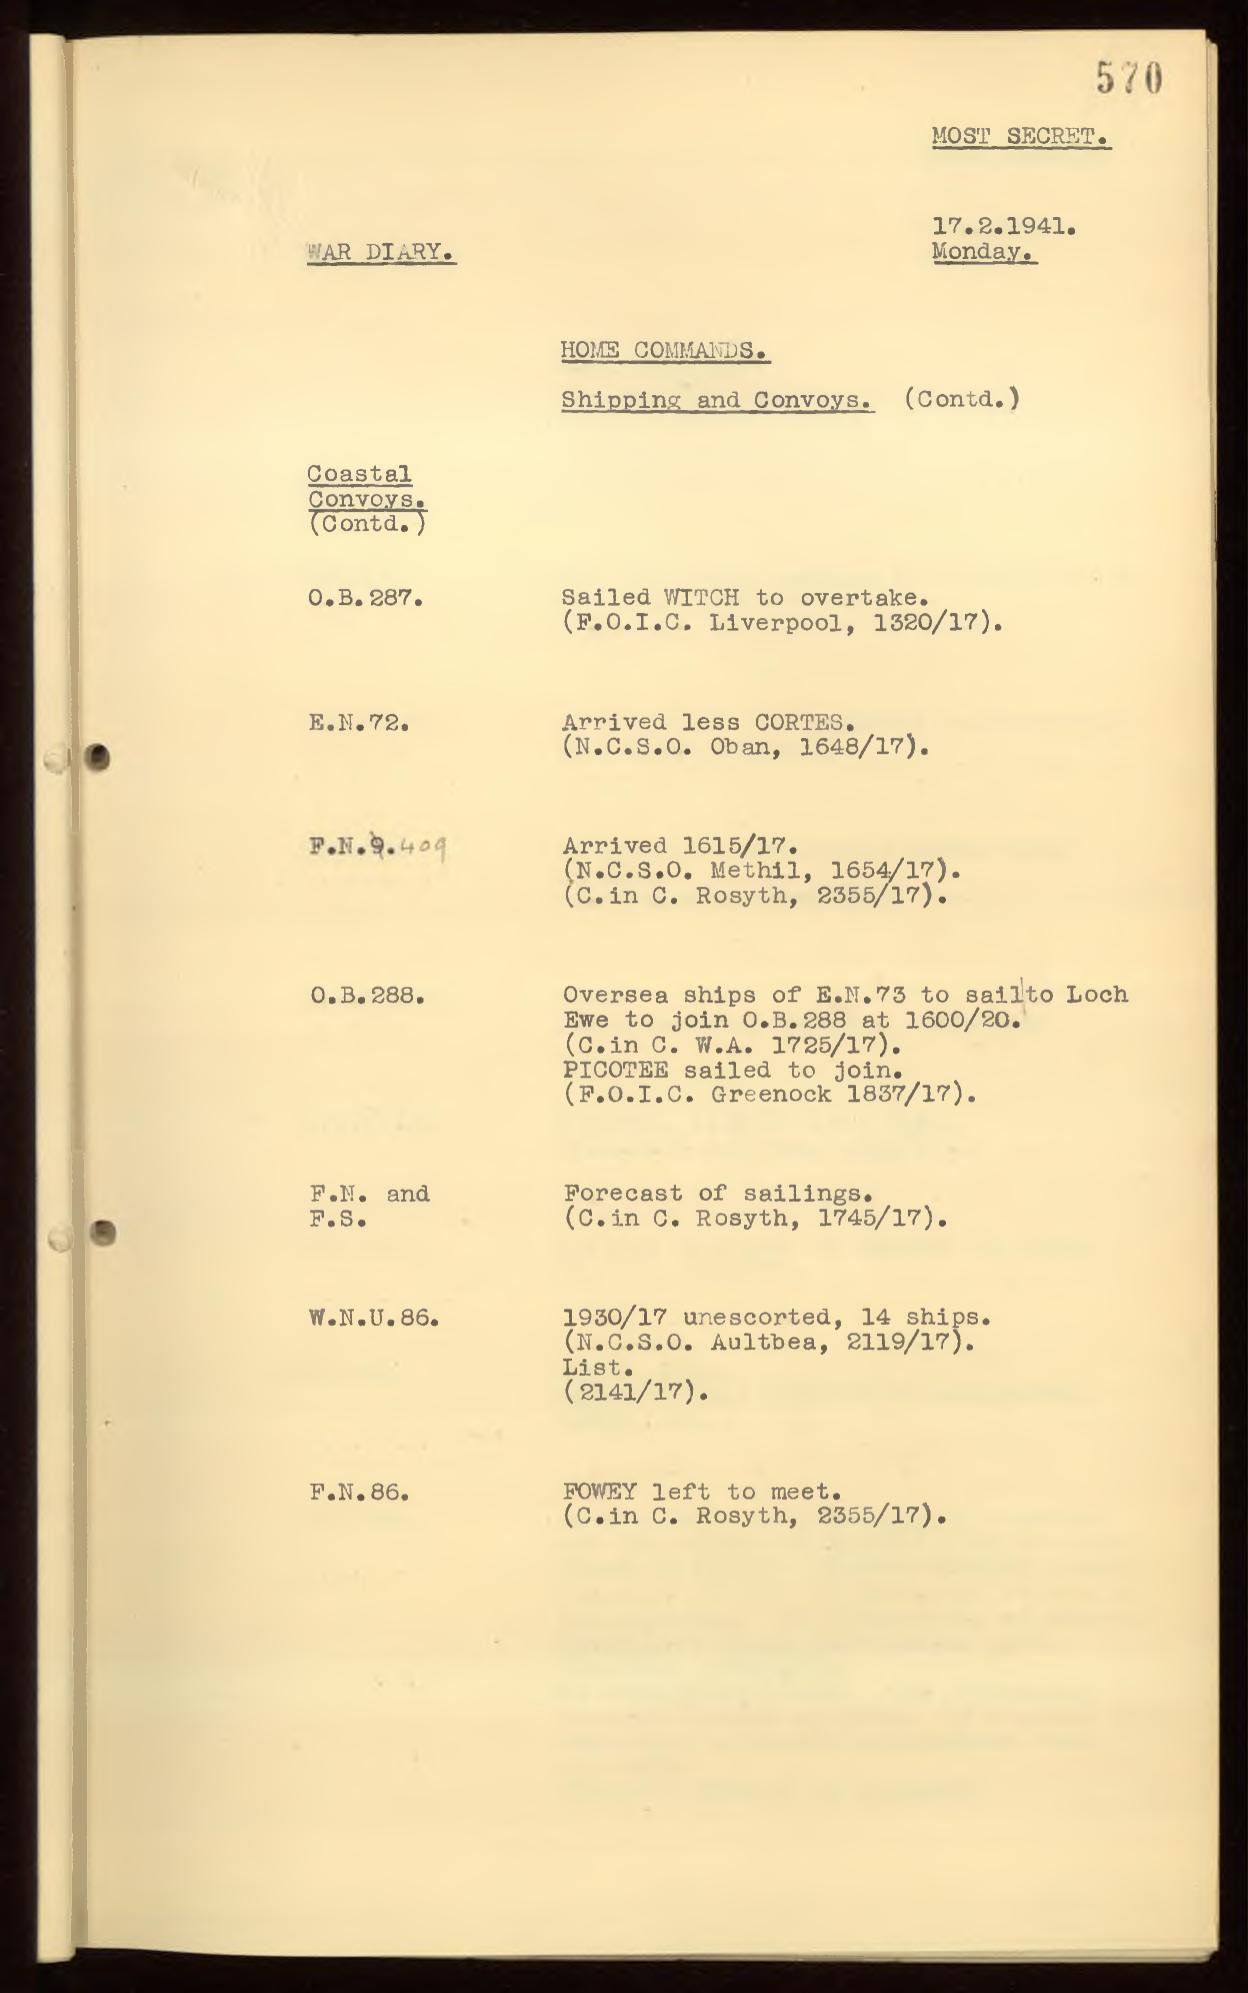 570
MOST SECRET.
17.2.1941.
WAR DIARY. Monday.
HOME COMMANDS.
Shipping and Convoys. (Contd.)
Coastal
Convoys.
(Contd.)
O.B.287. Sailed WITCH to overtake.
(F.O.I.C. Liverpool, 1320/17).
E.N.72. Arrived less CORTES.
(N.C.S.O. Oban, 1648/17).
F.N.9. 409 Arrived 1615/17.
(N.C.S.O. Methil, 1654/17).
(C.in C. Rosyth, 2355/17).
O.B.288. Oversea ships of E.N.73 to sail to Loch
Ewe to join O.B.288 at 1600/20.
(C.in C. W.A. 1725/17).
PICOTEE sailed to join.
(F.O.I.C. Greenock 1837/17).
F.N. and Forecast of sailings.
F.S. (C.in C. Rosyth, 1745/17).
W.N.U.86. 1930/17 unescorted, 14 ships.
(N.C.S.O. Aultbea, 2119/17).
List.
(2141/17).
F.N.86. FOWEY left to meet.
(C.in C. Rosyth, 2355/17).